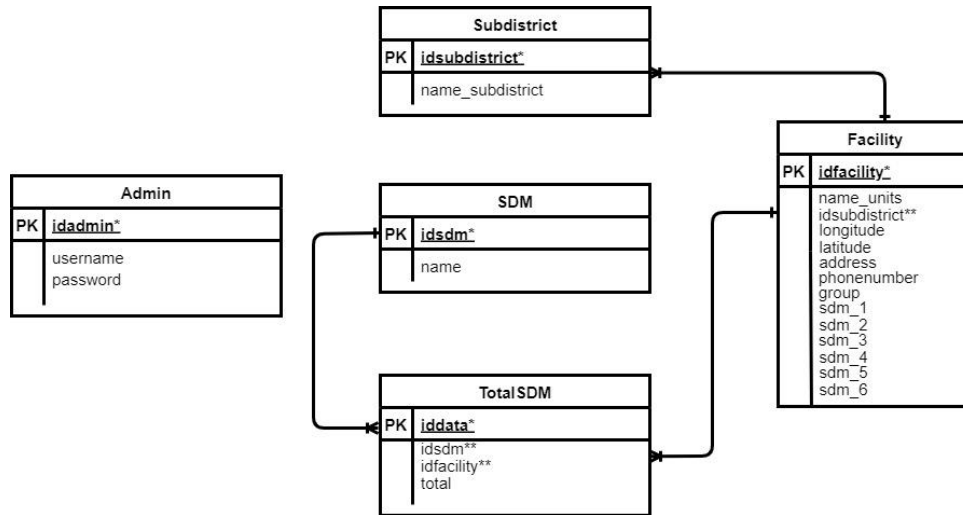 Subdistrict
PK idsubdistrict*
name_subdistrict
Facility
PK idfacility*
name_units
idsubdistrict**
longitude
latitude
address
phonenumber
group
sdm_1
sdm_2
sdm_3
sdm_4
sdm_5
sdm_6
Admin
PK idadmin*
username
password
SDM
PK idsdm*
name
TotalSDM
PK iddata*
idsdm**
idfacility**
total